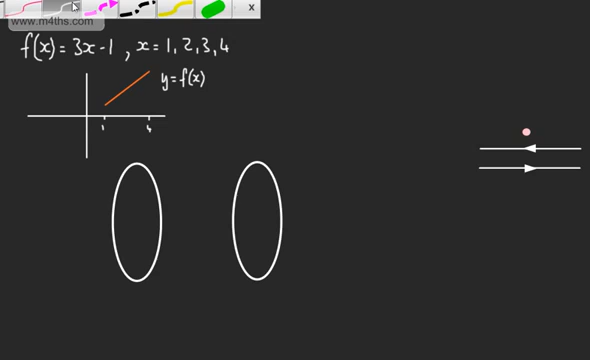 www.m4ths.com
f(x) = 3x - 1 , x = 1, 2, 3, 4
y = f(x)
1 4
x